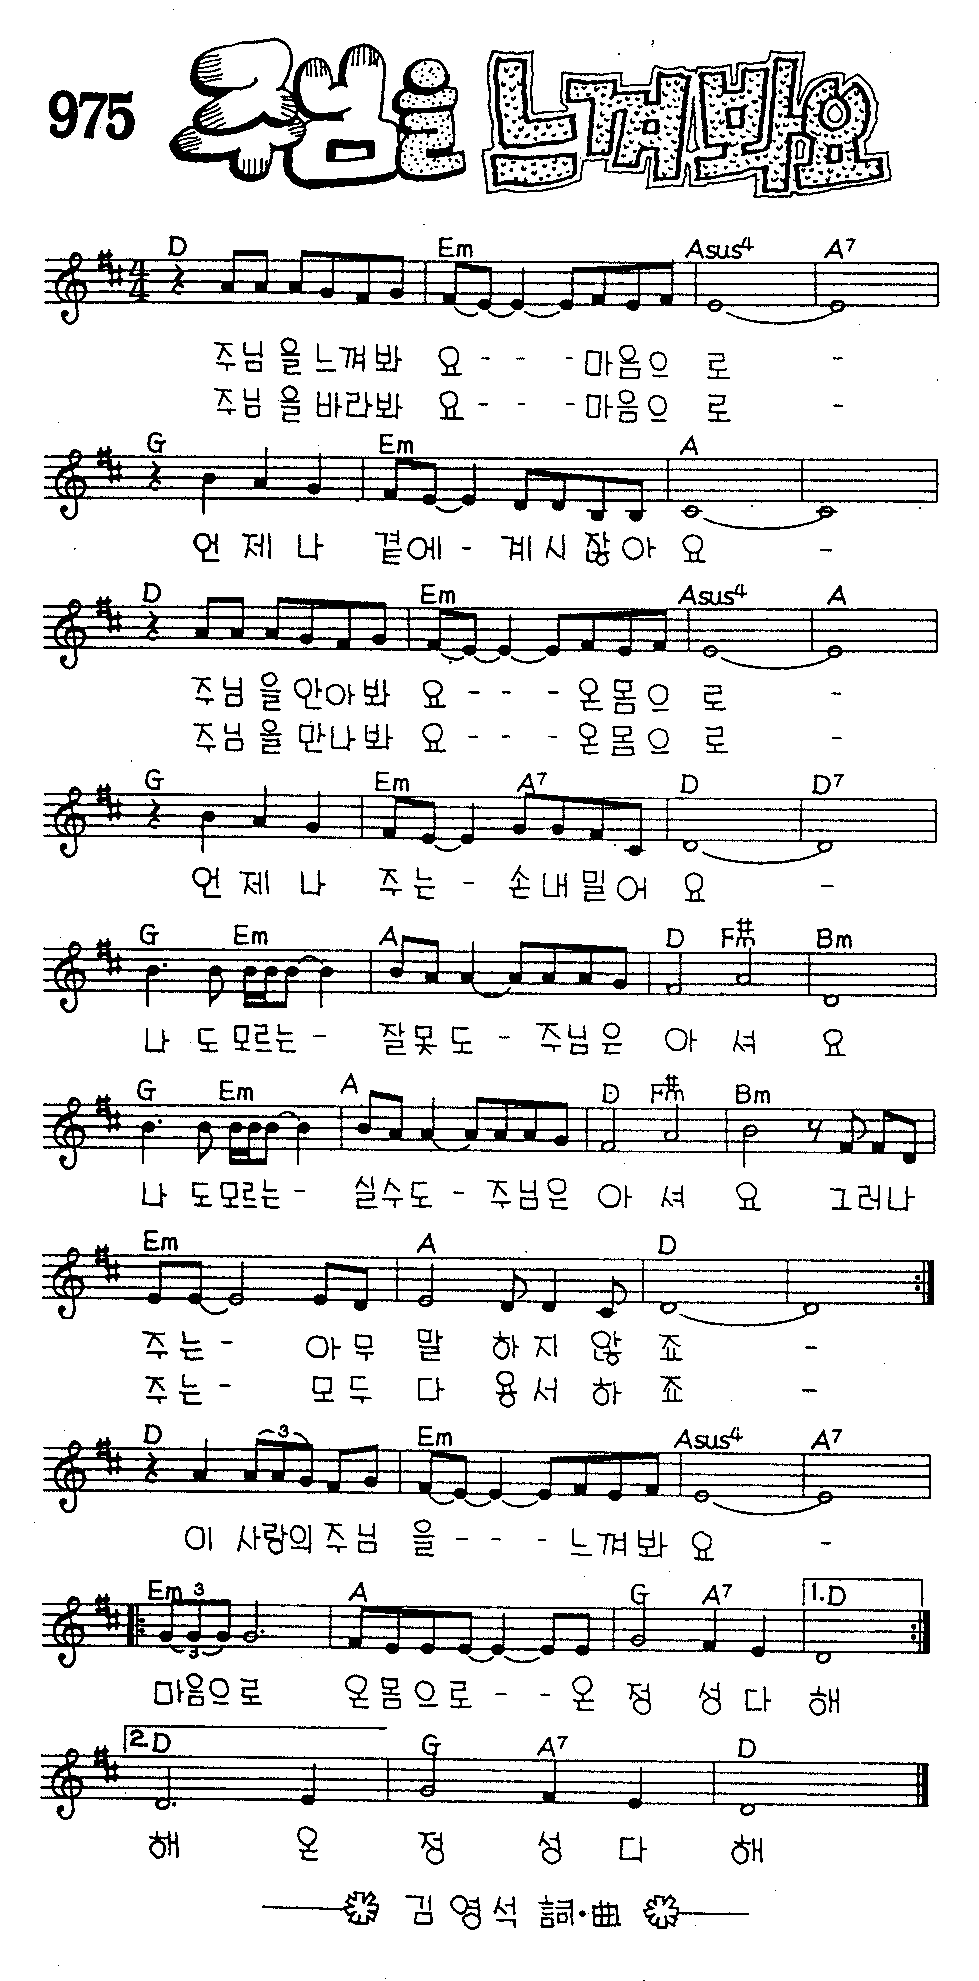 975 주님을 느껴봐요
D Em Asus4 A7
주님을느껴봐 요 - - - 마음으 로 -
주님을바라봐 요 - - - 마음으 로 -
G Em A
언 제 나 곁에 - 계시잖아 요 -
D Em Asus4 A
주님을안아봐 요 - - - 온몸으 로 -
주님을만나봐 요 - - - 온몸으 로 -
G Em A7 D D7
언 제 나 주는 - 손내밀어 요 -
G Em A D F#m Bm
나 도모르는 - 잘못도 - 주님은 아 셔 요
G Em A D F#m Bm
나 도모르는 - 실수도 - 주님은 아 셔 요 그러나
Em A D
주는 - 아무 말 하지 않 죠 -
주는 - 모두 다 용서 하 죠 -
D 3 Em Asus4 A7
이 사랑의주님 을 - - - 느껴봐 요 -
Em 3 A G A7 1. D
3
마음으로 온몸으로 - - 온 정 성다 해
2. D G A7 D
해 온 정 성 다 해
김영석 詞·曲